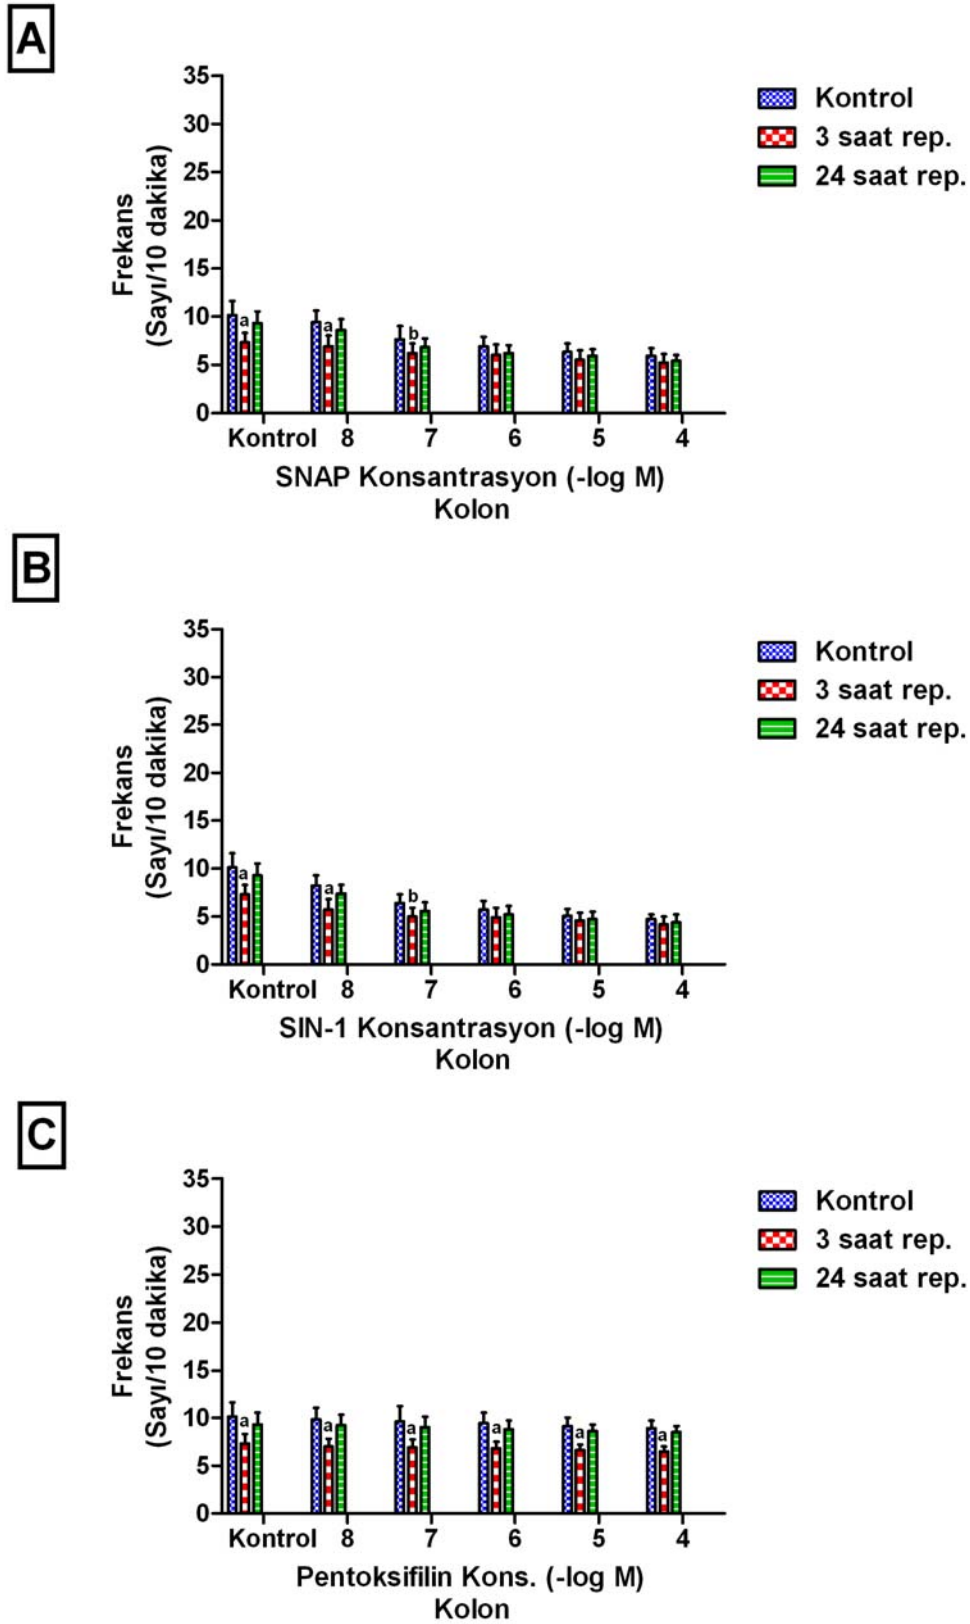 A
35
30
25
20
15
10
5
0
Frekans
(Sayı/10 dakika)
Kontrol
3 saat rep.
24 saat rep.
a
a
b
Kontrol 8 7 6 5 4
SNAP Konsantrasyon (-log M)
Kolon
B
35
30
25
20
15
10
5
0
Frekans
(Sayı/10 dakika)
Kontrol
3 saat rep.
24 saat rep.
a
a
b
Kontrol 8 7 6 5 4
SIN-1 Konsantrasyon (-log M)
Kolon
C
35
30
25
20
15
10
5
0
Frekans
(Sayı/10 dakika)
Kontrol
3 saat rep.
24 saat rep.
a
a
a
a
a
a
Kontrol 8 7 6 5 4
Pentoksifilin Kons. (-log M)
Kolon